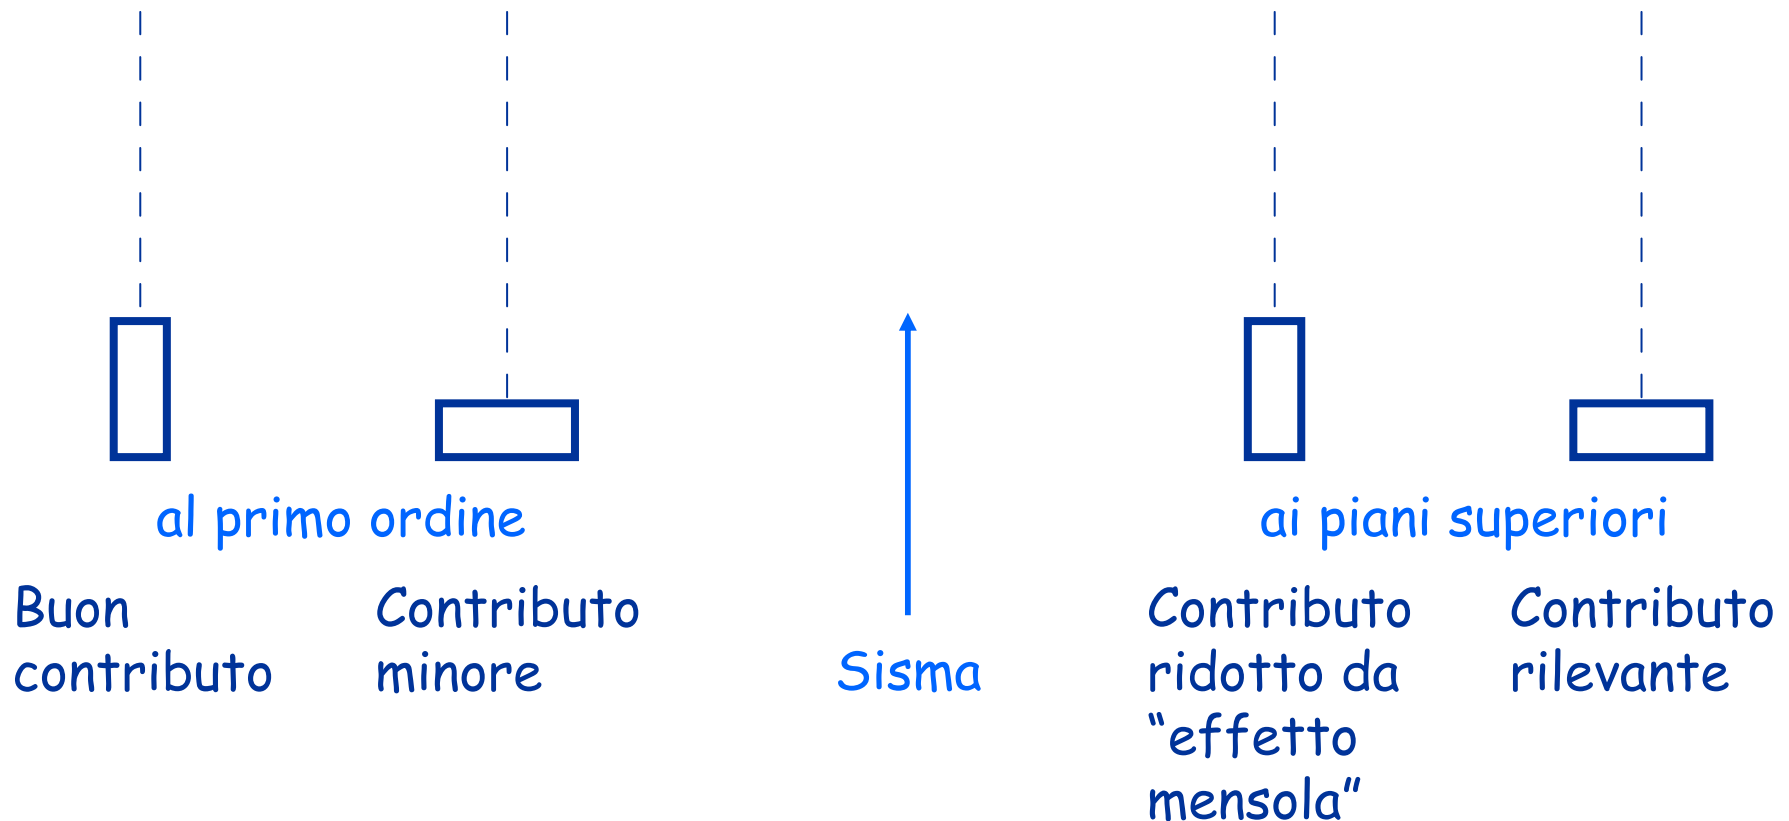 al primo ordine
ai piani superiori
Buon
contributo
Contributo
minore
Sisma
Contributo
ridotto da
“effetto
mensola”
Contributo
rilevante